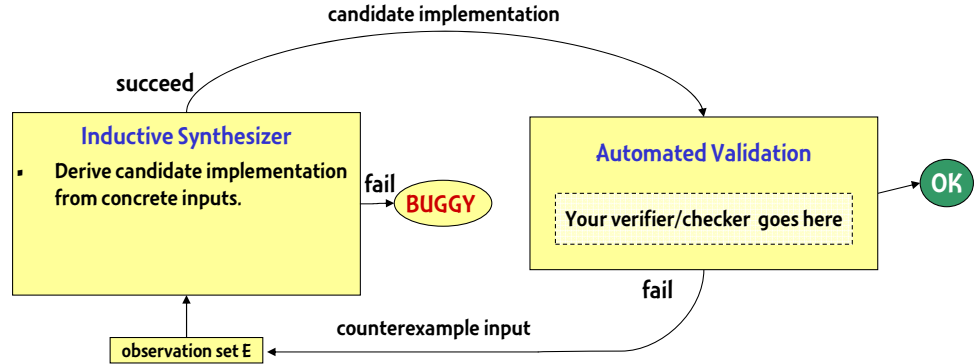 candidate implementation
succeed
Inductive Synthesizer
▪ Derive candidate implementation
from concrete inputs.
fail
BUGGY
Automated Validation
Your verifier/checker goes here
OK
fail
counterexample input
observation set E